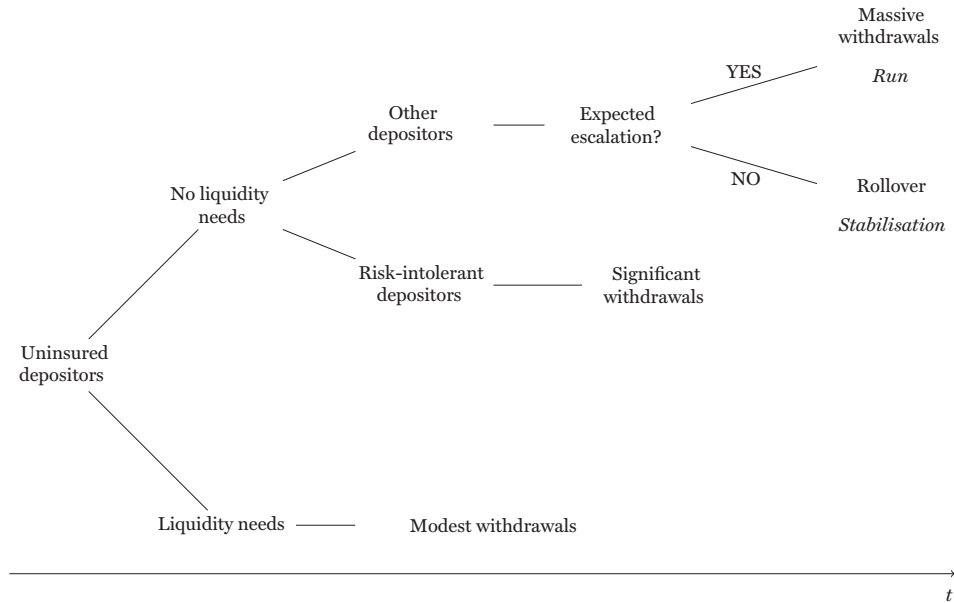 Massive
withdrawals
Run
YES
Other
depositors
Expected
escalation?
NO
Rollover
Stabilisation
No liquidity
needs
Risk-intolerant
depositors
Significant
withdrawals
Uninsured
depositors
Liquidity needs
Modest withdrawals
t